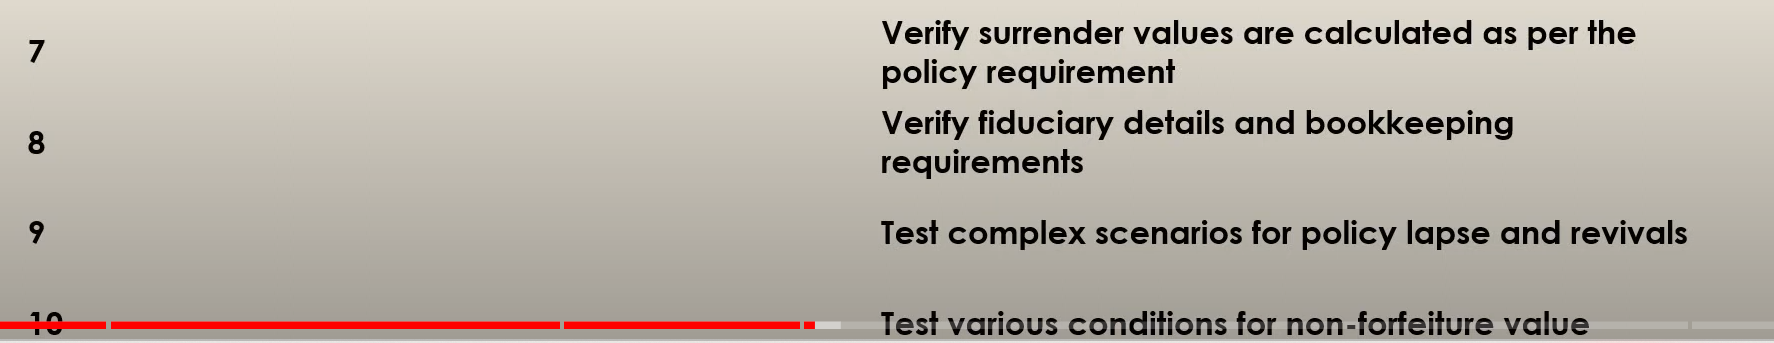 7
Verify surrender values are calculated as per the
policy requirement
8
Verify fiduciary details and bookkeeping
requirements
9
Test complex scenarios for policy lapse and revivals
10
Test various conditions for non-forfeiture value